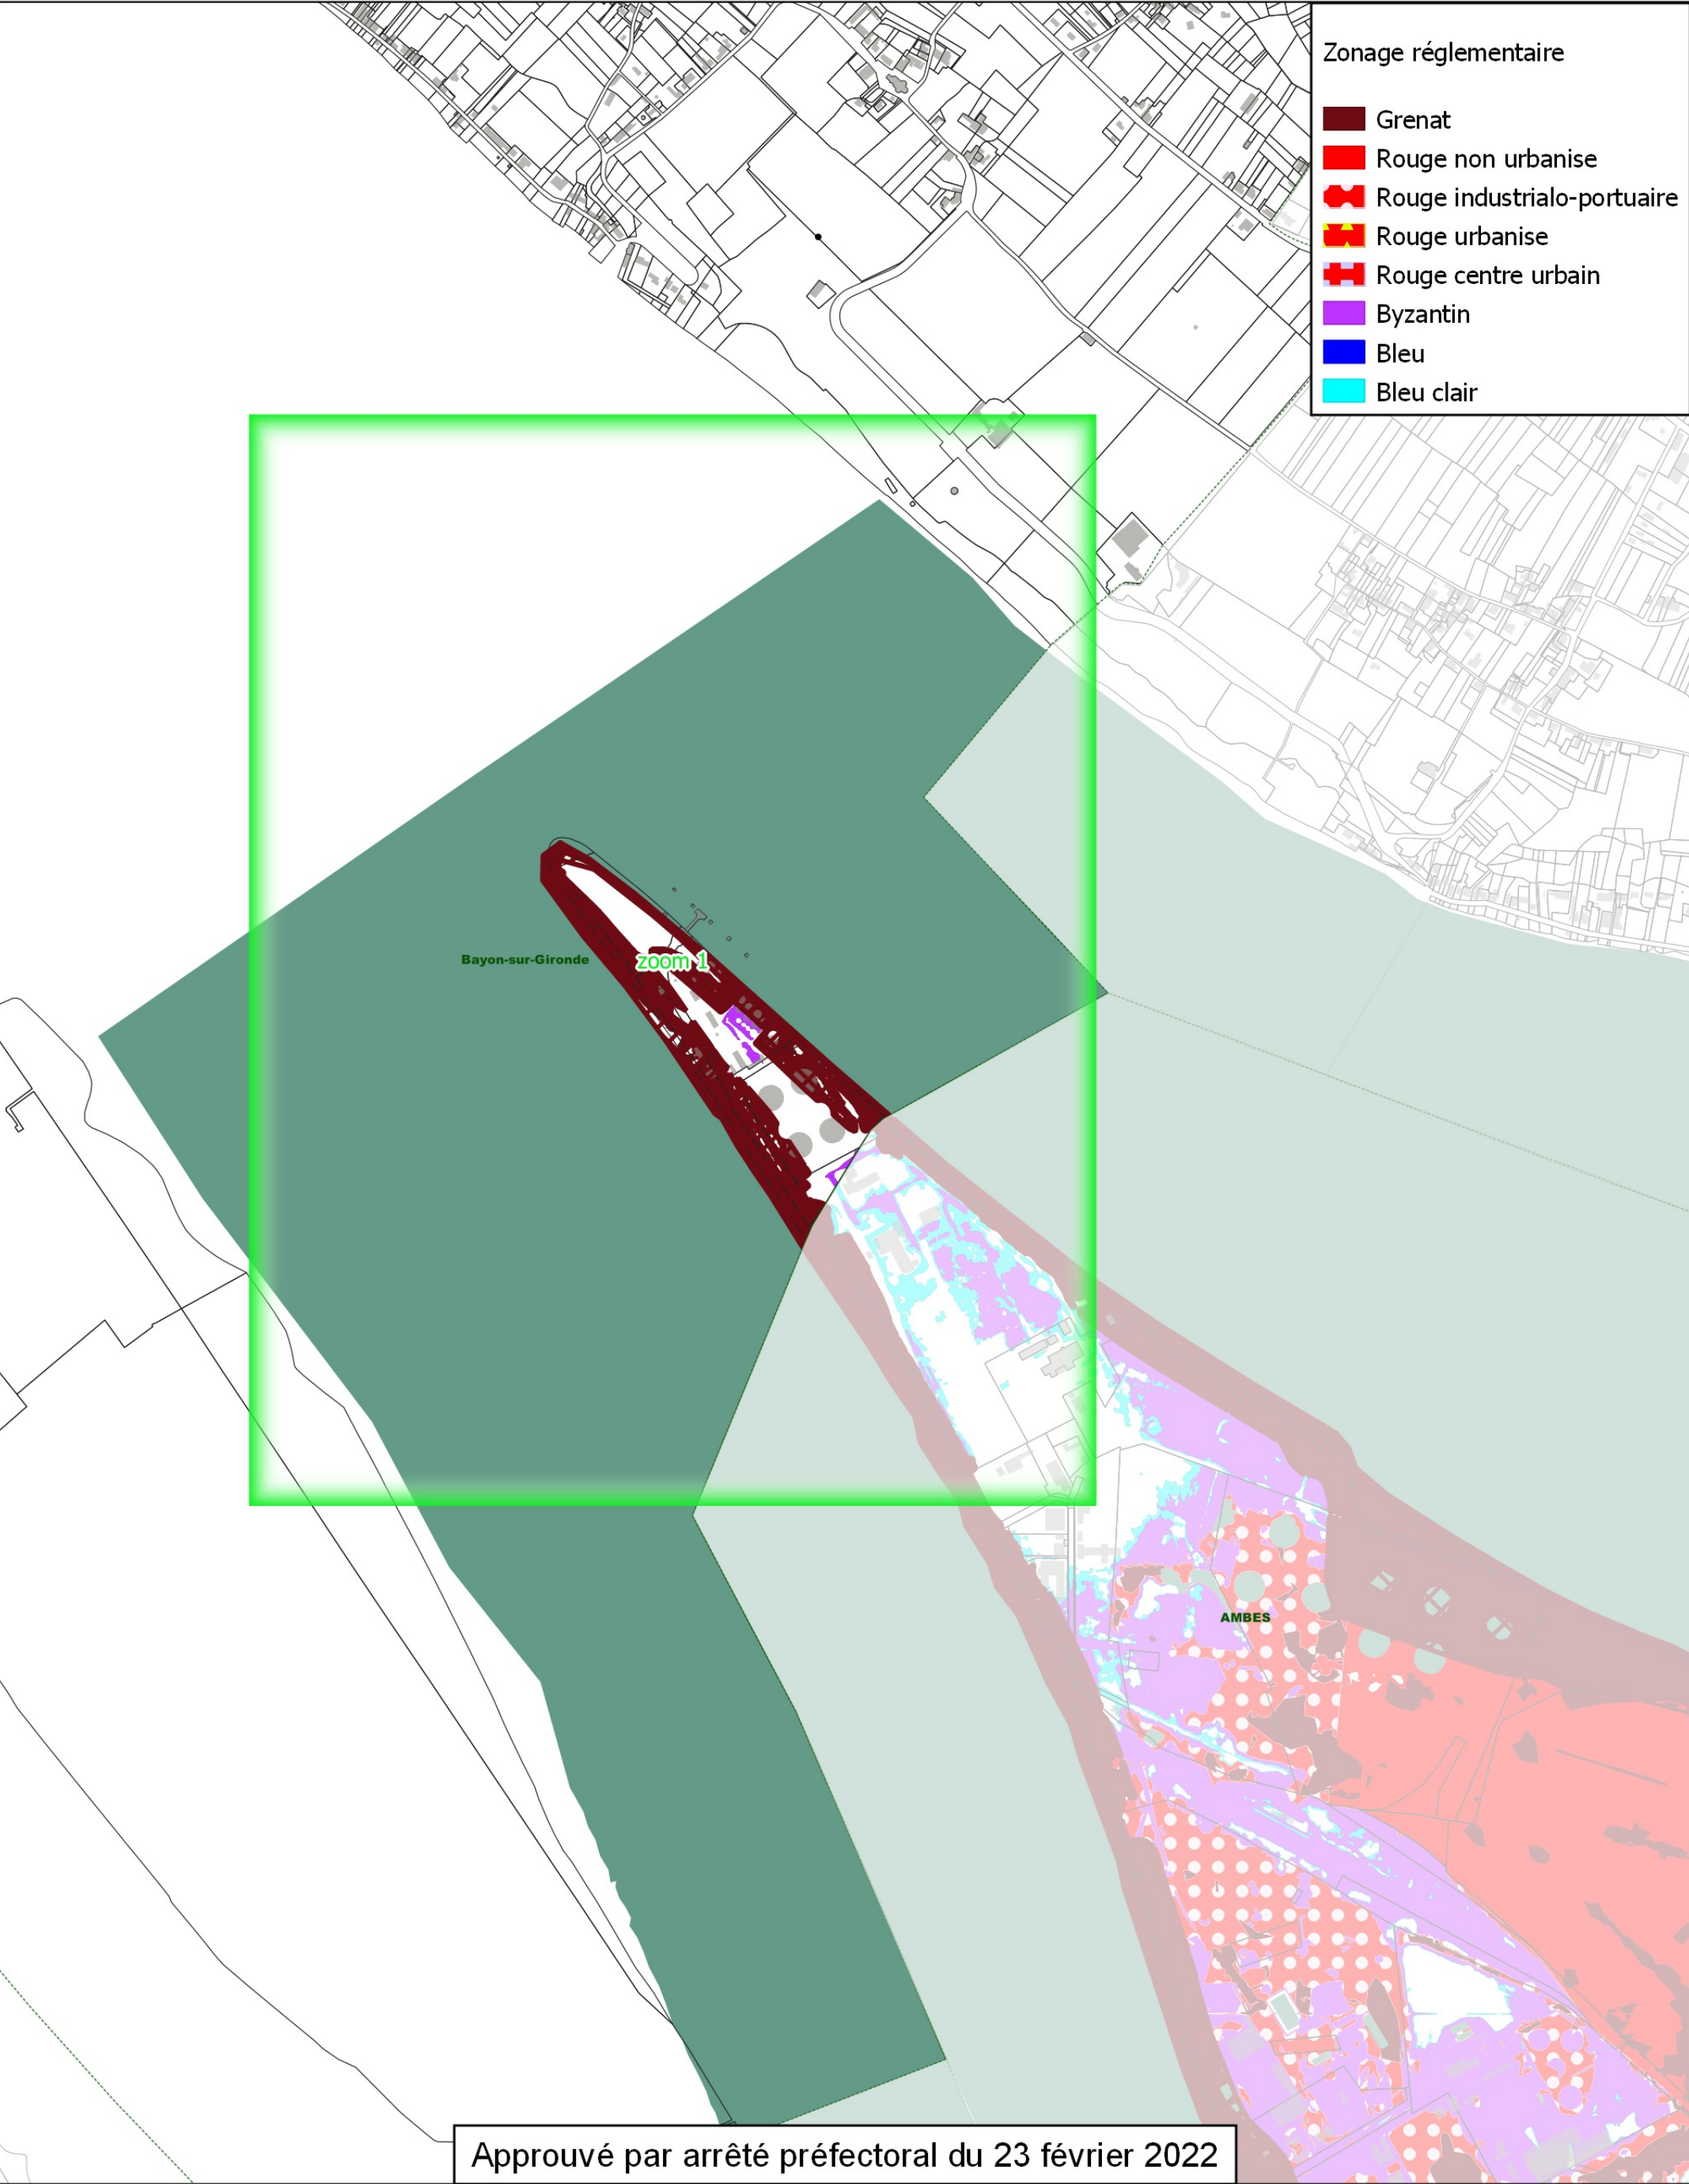 Zonage réglementaire
Grenat
Rouge non urbanise
Rouge industrialo-portuaire
Rouge urbanise
Rouge centre urbain
Byzantin
Bleu
Bleu clair
Bayon-sur-Gironde
zoom 1
AMBES
Approuvé par arrêté préfectoral du 23 février 2022